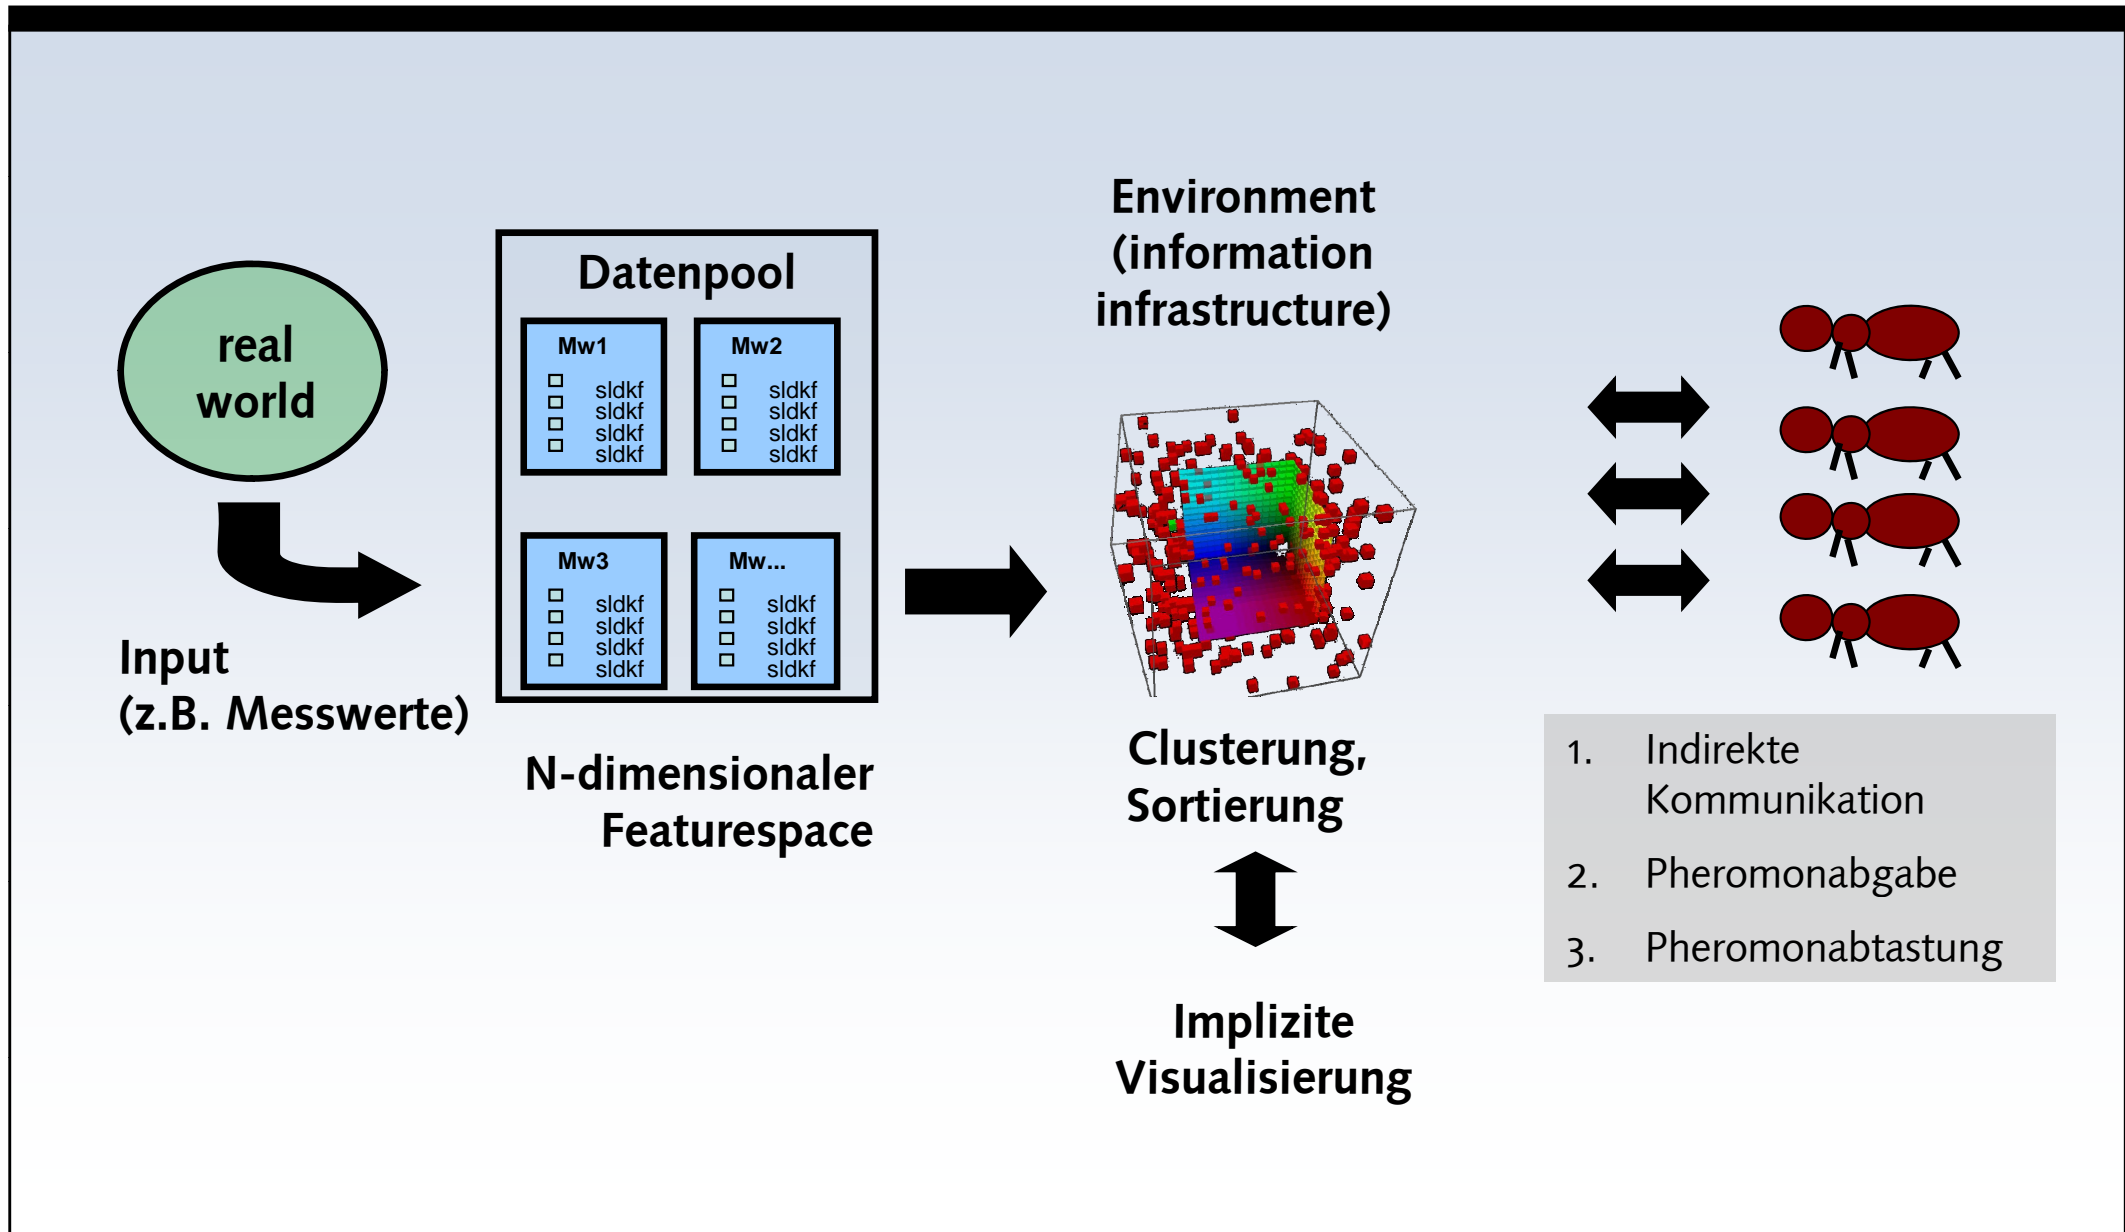 real
world
Input
(z.B. Messwerte)
Datenpool
Mw1
sldkf
sldkf
sldkf
sldkf
Mw2
sldkf
sldkf
sldkf
sldkf
Mw3
sldkf
sldkf
sldkf
sldkf
Mw...
sldkf
sldkf
sldkf
sldkf
N-dimensionaler
Featurespace
Environment
(information
infrastructure)
Clusterung,
Sortierung
Implizite
Visualisierung
1. Indirekte
Kommunikation
2. Pheromonabgabe
3. Pheromonabtastung